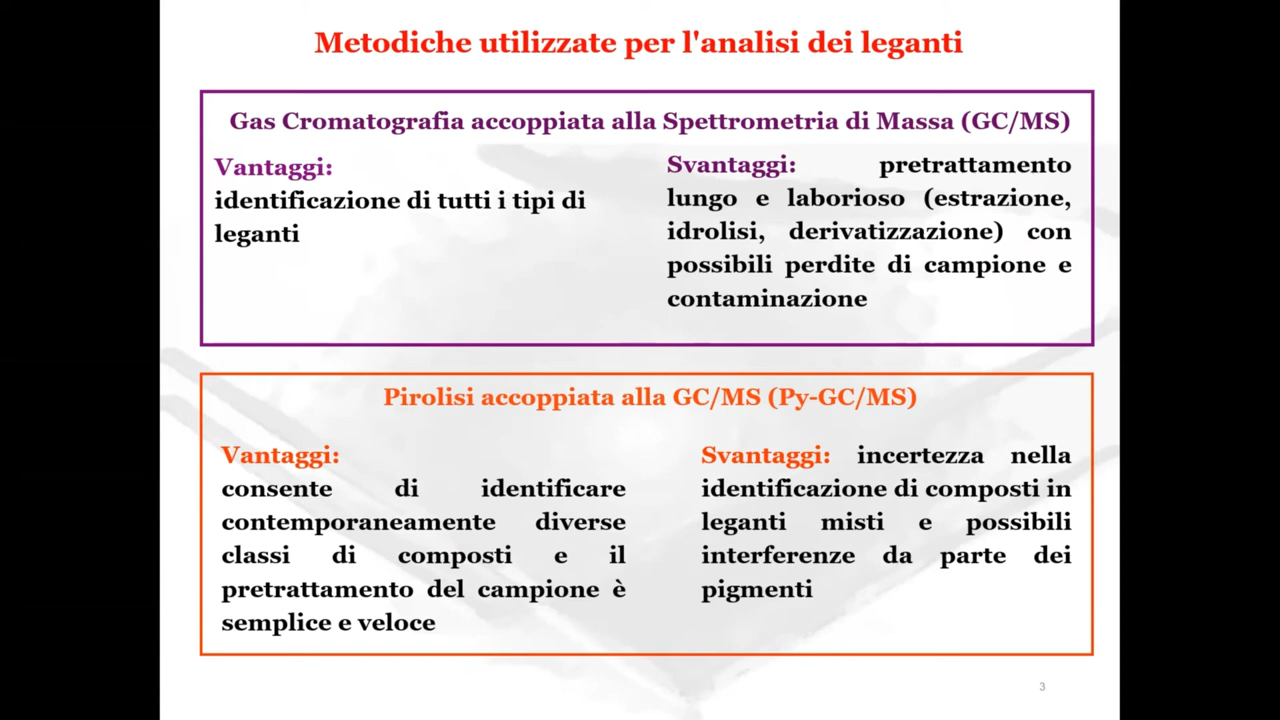 Metodiche utilizzate per l'analisi dei leganti
Gas Cromatografia accoppiata alla Spettrometria di Massa (GC/MS)
Vantaggi:
identificazione di tutti i tipi di
leganti
Svantaggi: pretrattamento
lungo e laborioso (estrazione,
idrolisi, derivatizzazione) con
possibili perdite di campione e
contaminazione
Pirolisi accoppiata alla GC/MS (Py-GC/MS)
Vantaggi:
consente di identificare
contemporaneamente diverse
classi di composti e il
pretrattamento del campione è
semplice e veloce
Svantaggi: incertezza nella
identificazione di composti in
leganti misti e possibili
interferenze da parte dei
pigmenti
3